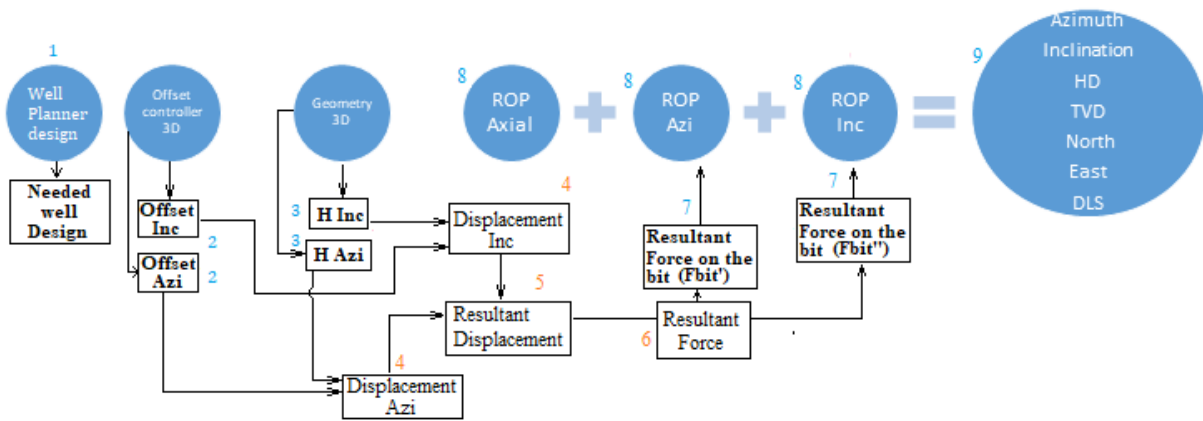 1
Well
Planner
design
Needed
well
Design
Offset
controller
3D
Offset
Inc
2
Offset
Azi
2
Geometry
3D
3
H Inc
3
H Azi
4
Displacement
Inc
5
Resultant
Displacement
4
Displacement
Azi
6
Resultant
Force
7
Resultant
Force on the
bit (Fbit')
7
Resultant
Force on the
bit (Fbit'')
8
ROP
Axial
+
8
ROP
Azi
+
8
ROP
Inc
=
9
Azimuth
Inclination
HD
TVD
North
East
DLS